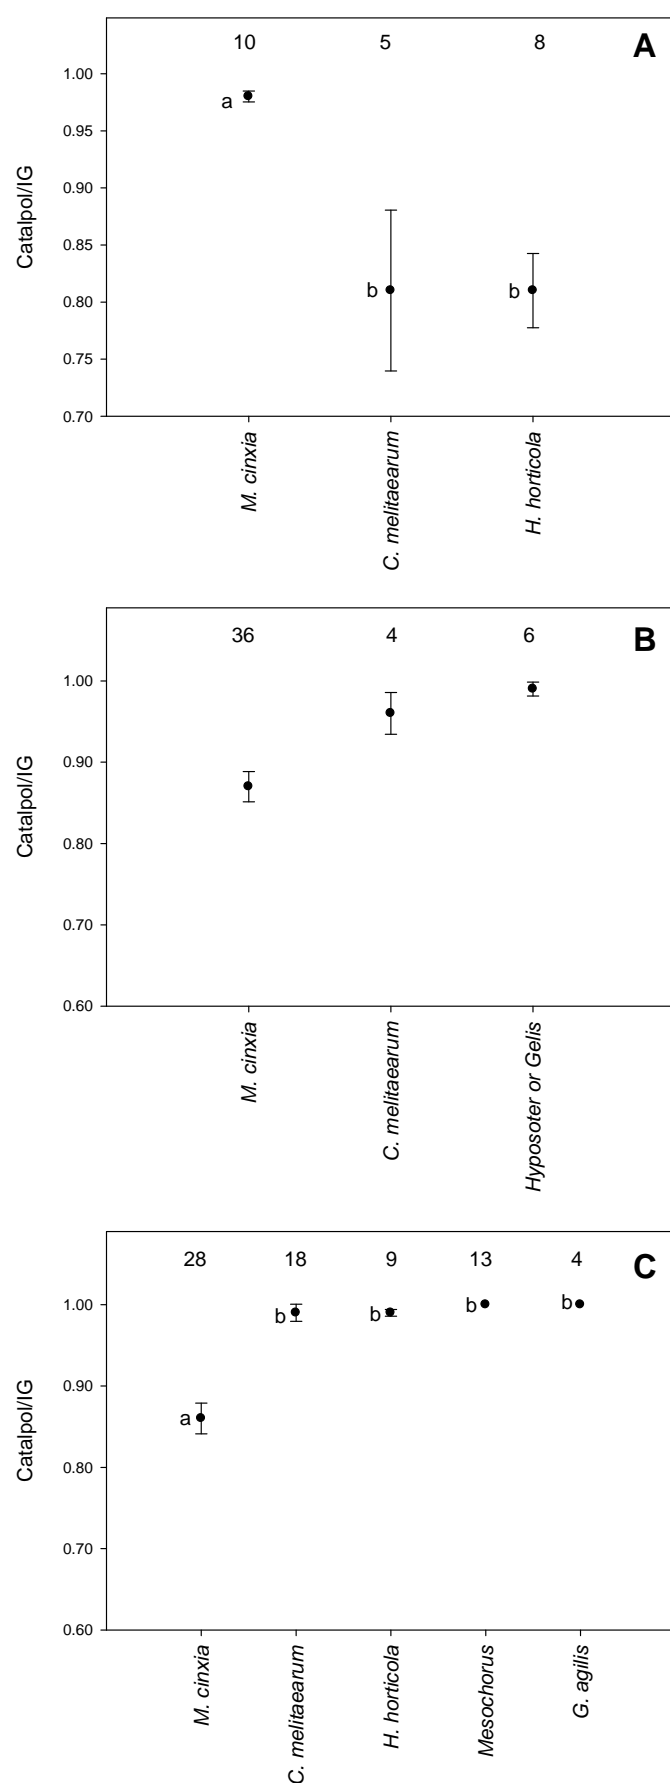 10 5 8 A
1.00
0.95
0.90
0.85
0.80
0.75
0.70
Catalpol/IG
a
b
b
M. cinxia
C. melitaearum
H. horticola
36 4 6 B
1.00
0.90
0.80
0.70
0.60
Catalpol/IG
M. cinxia
C. melitaearum
Hyposoter or Gelis
28 18 9 13 4 C
1.00
0.90
0.80
0.70
0.60
Catalpol/IG
a
b
b
b
b
M. cinxia
C. melitaearum
H. horticola
Mesochorus
G. agilis